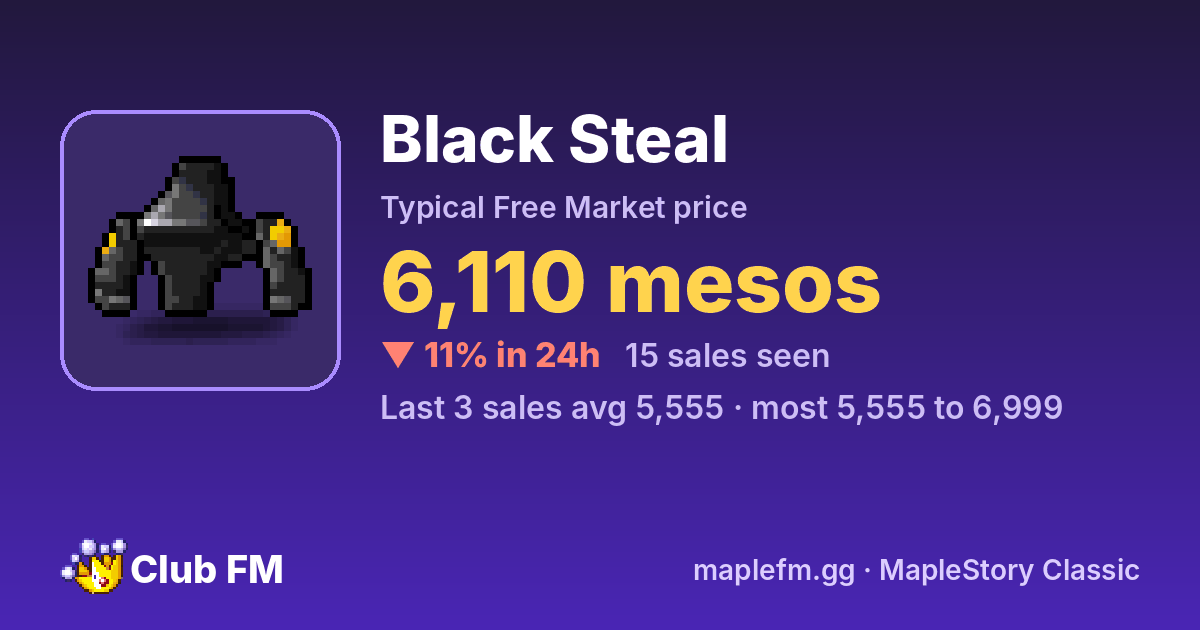 Black Steal
Typical Free Market price
6,110 mesos
▼ 11% in 24h 15 sales seen
Last 3 sales avg 5,555 · most 5,555 to 6,999
Club FM
maplefm.gg · MapleStory Classic